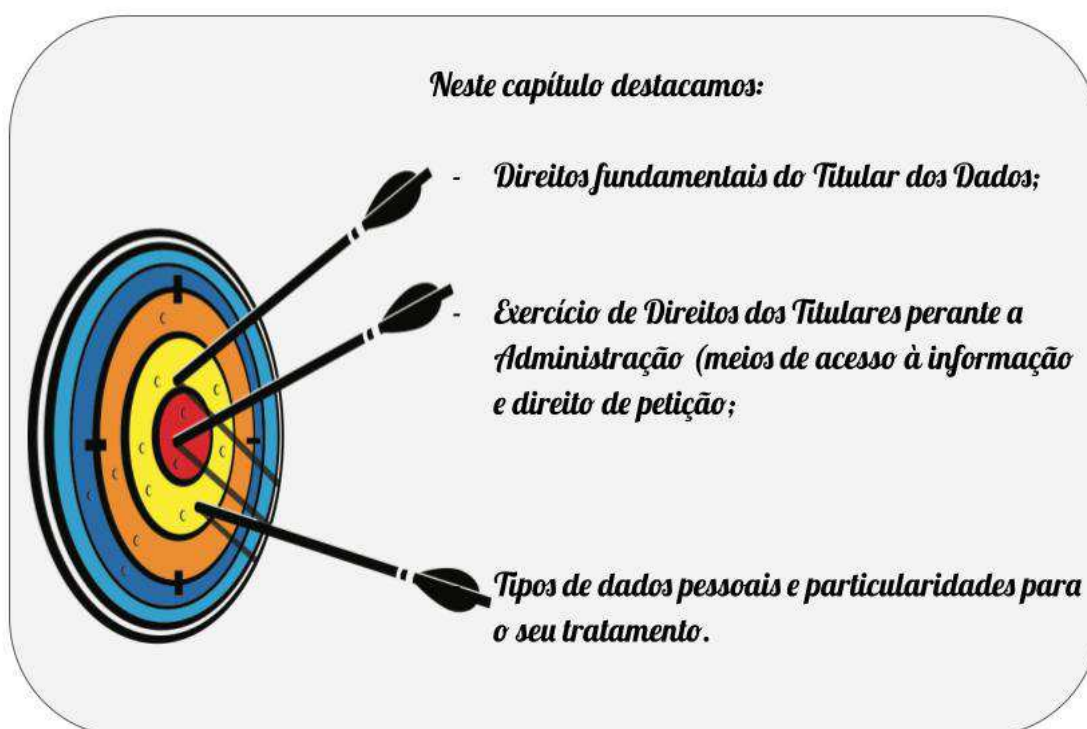 Neste capítulo destacamos:
- Direitos fundamentais do Titular dos Dados;
- Exercício de Direitos dos Titulares perante a
Administração (meios de acesso à informação
e direito de petição;
Tipos de dados pessoais e particularidades para
o seu tratamento.